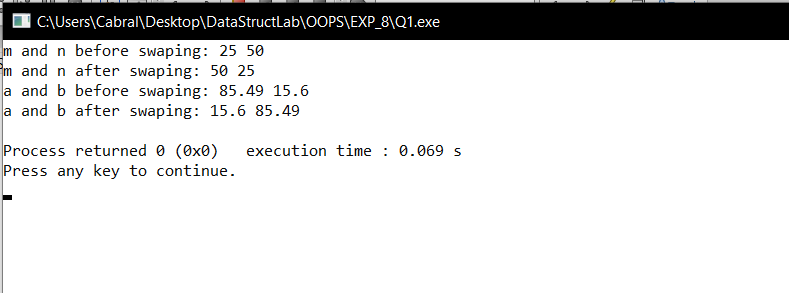 C:\Users\Cabral\Desktop\DataStructLab\OOPS\EXP_8\Q1.exe
m and n before swaping: 25 50
m and n after swaping: 50 25
a and b before swaping: 85.49 15.6
a and b after swaping: 15.6 85.49
Process returned 0 (0x0)   execution time : 0.069 s
Press any key to continue.